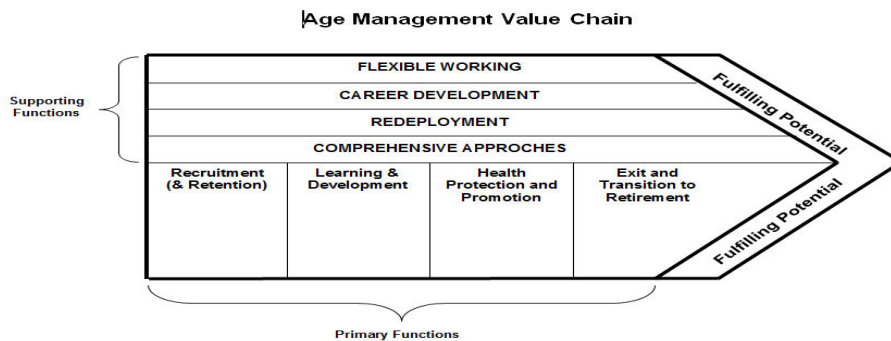 Age Management Value Chain
FLEXIBLE WORKING
CAREER DEVELOPMENT
REDEPLOYMENT
COMPREHENSIVE APPROCHES
Supporting
Functions
Recruitment
(& Retention)
Learning &
Development
Health
Protection and
Promotion
Exit and
Transition to
Retirement
Fulfilling Potential
Fulfilling Potential
Primary Functions